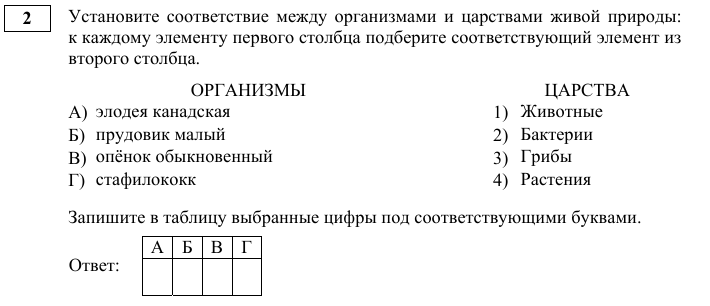 2
Установите соответствие между организмами и царствами живой природы:
к каждому элементу первого столбца подберите соответствующий элемент из
второго столбца.
ОРГАНИЗМЫ ЦАРСТВА
А) элодея канадская 1) Животные
Б) прудовик малый 2) Бактерии
В) опёнок обыкновенный 3) Грибы
Г) стафилококк 4) Растения
Запишите в таблицу выбранные цифры под соответствующими буквами.
А Б В Г
Ответ: